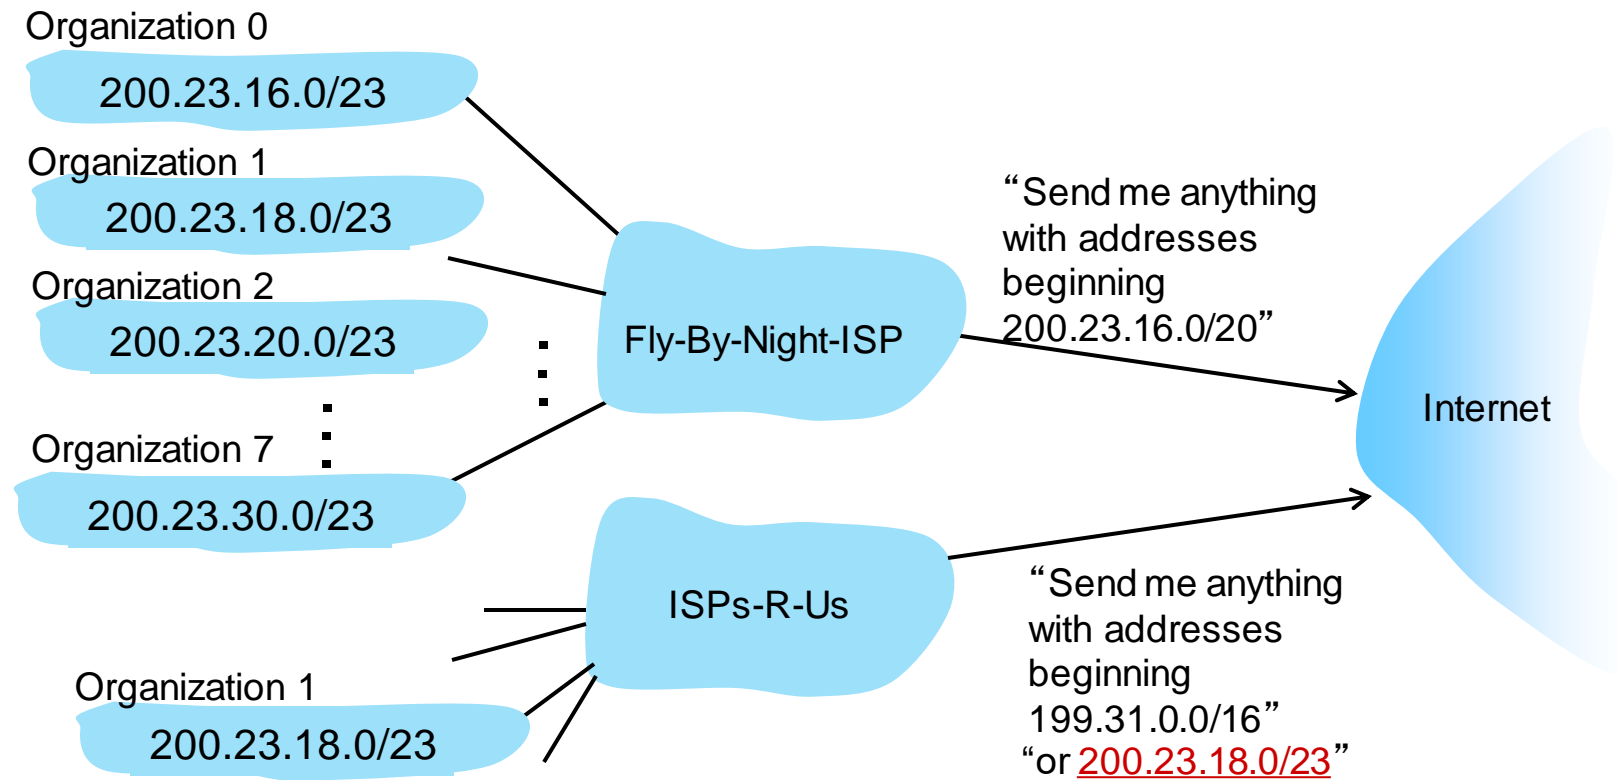 Organization 0
200.23.16.0/23
Organization 1
200.23.18.0/23
Organization 2
200.23.20.0/23
Organization 7
200.23.30.0/23
Fly-By-Night-ISP
“Send me anything
with addresses
beginning
200.23.16.0/20”
Internet
ISPs-R-Us
Organization 1
200.23.18.0/23
“Send me anything
with addresses
beginning
199.31.0.0/16”
“or 200.23.18.0/23”